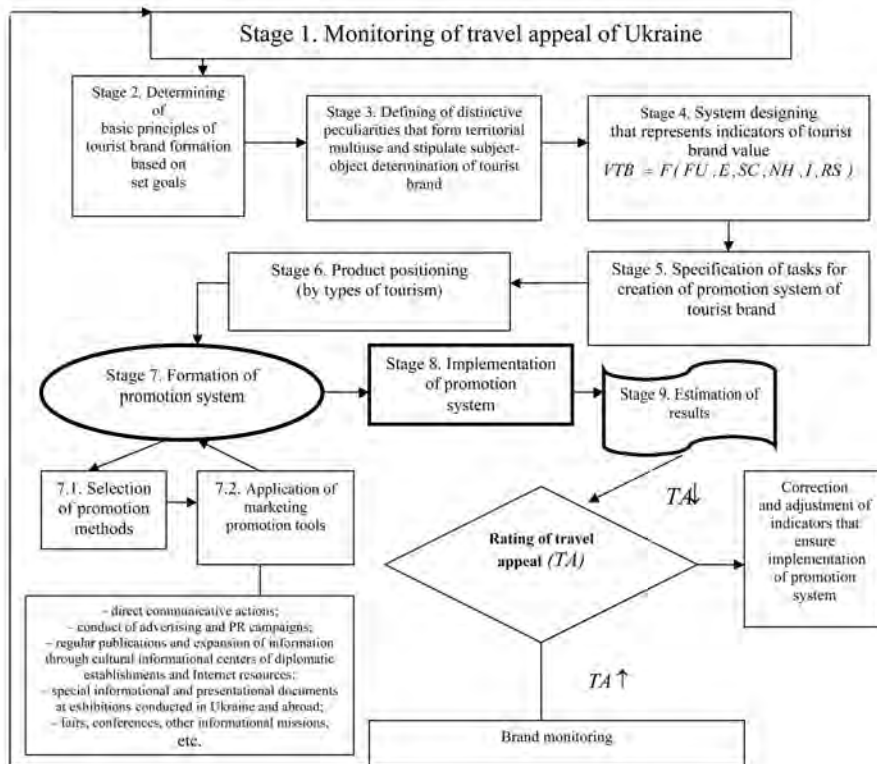 Stage 1. Monitoring of travel appeal of Ukraine
Stage 2. Determining
of
basic principles of
tourist brand formation
based on
set goals
Stage 3. Defining of distinctive
peculiarities that form territorial
multiuse and stipulate subject-
object determination of tourist
brand
Stage 4. System designing
that represents indicators of tourist
brand value
VTB = F ( FU , E , SC , NH , I , RS )
Stage 6. Product positioning
(by types of tourism)
Stage 5. Specification of tasks for
creation of promotion system of
tourist brand
Stage 7. Formation of
promotion system
Stage 8. Implementation
of promotion
system
Stage 9. Estimation of
results
7.1. Selection
of promotion
methods
7.2. Application of
marketing
promotion tools
TA↓
Rating of travel
appeal (TA)
Correction
and adjustment of
indicators that
ensure
implementation
of promotion
system
– direct communicative actions;
– conduct of advertising and PR campaigns;
– regular publications and expansion of information
through cultural informational centers of diplomatic
establishments and Internet resources;
– special informational and presentational documents
at exhibitions conducted in Ukraine and abroad;
– fairs, conferences, other informational missions,
etc.
TA ↑
Brand monitoring